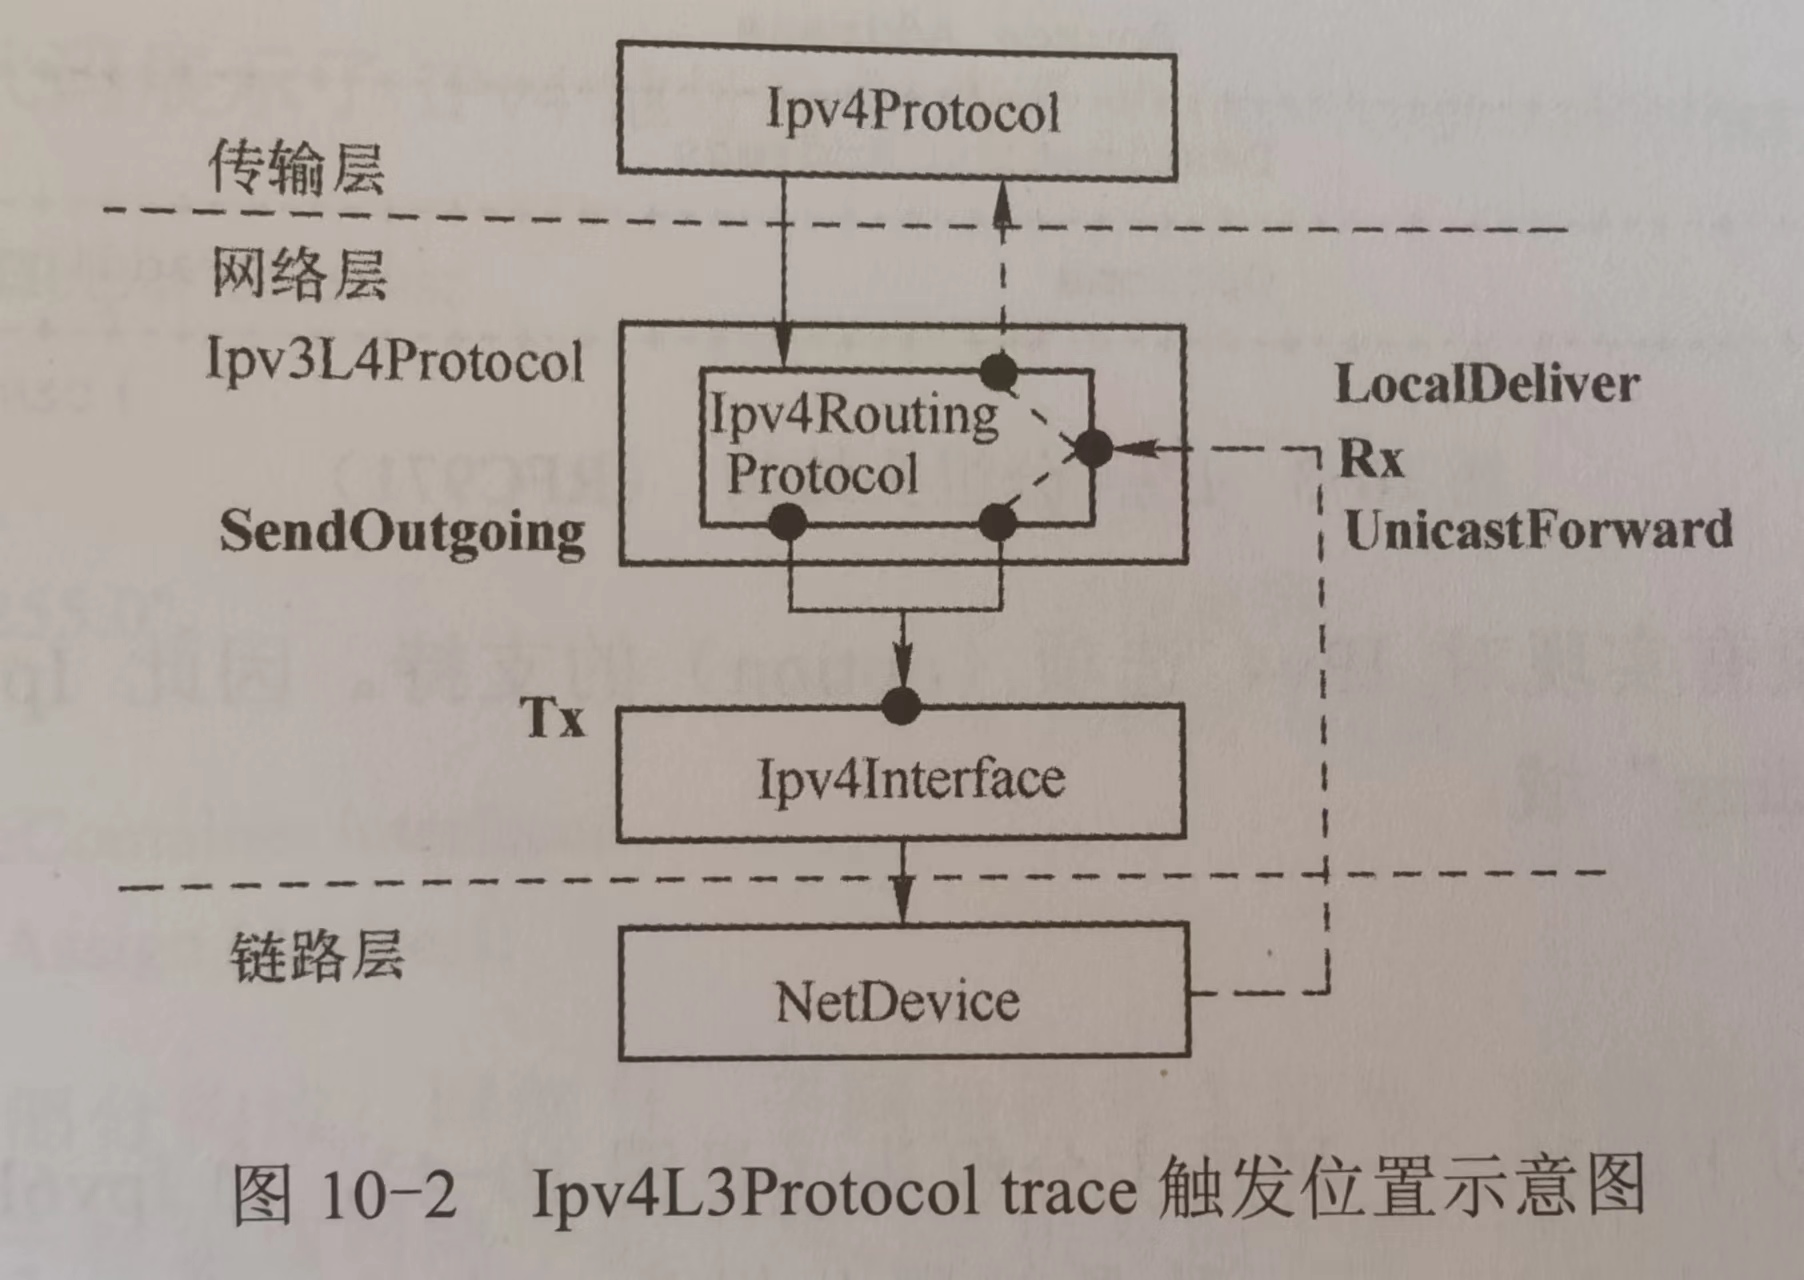 Ipv4Protocol
传输层
网络层
Ipv3L4Protocol
Ipv4Routing
Protocol
LocalDeliver
Rx
UnicastForward
SendOutgoing
Tx
Ipv4Interface
链路层
NetDevice
图 10-2 Ipv4L3Protocol trace 触发位置示意图